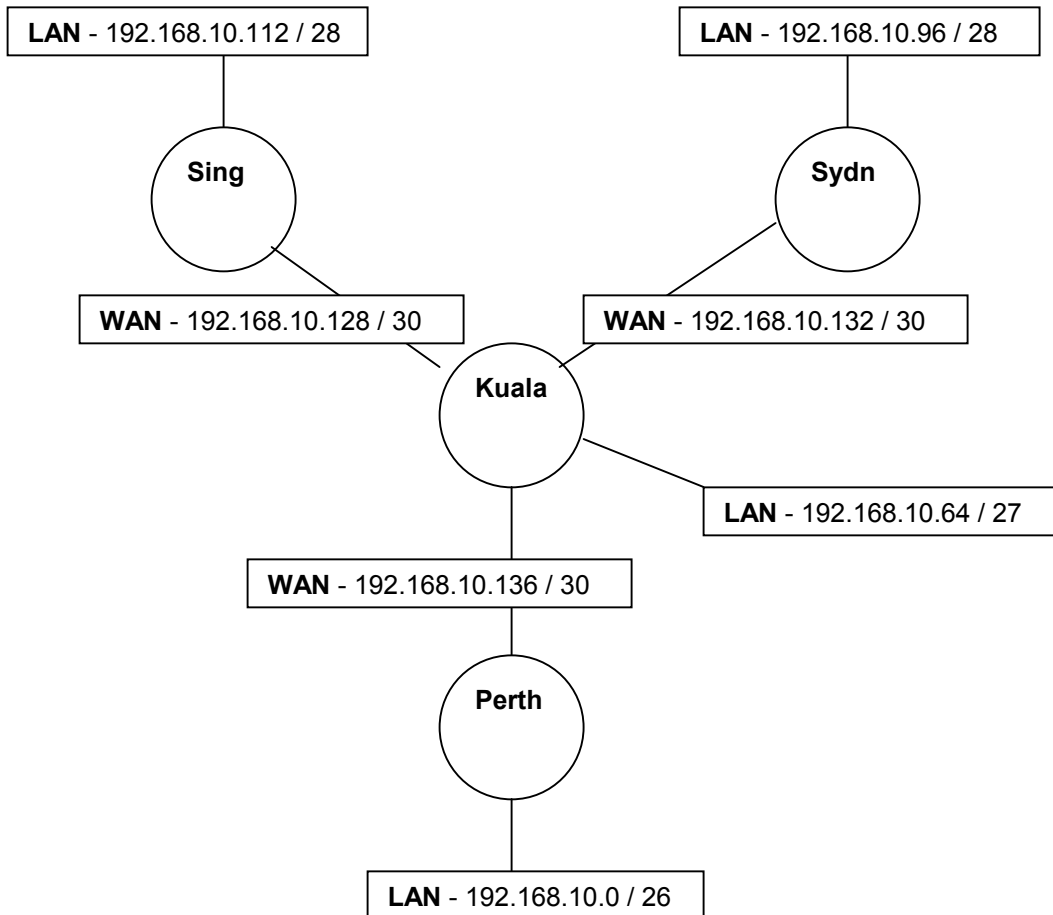 LAN - 192.168.10.112 / 28
LAN - 192.168.10.96 / 28
Sing
Sydn
WAN - 192.168.10.128 / 30
WAN - 192.168.10.132 / 30
Kuala
LAN - 192.168.10.64 / 27
WAN - 192.168.10.136 / 30
Perth
LAN - 192.168.10.0 / 26